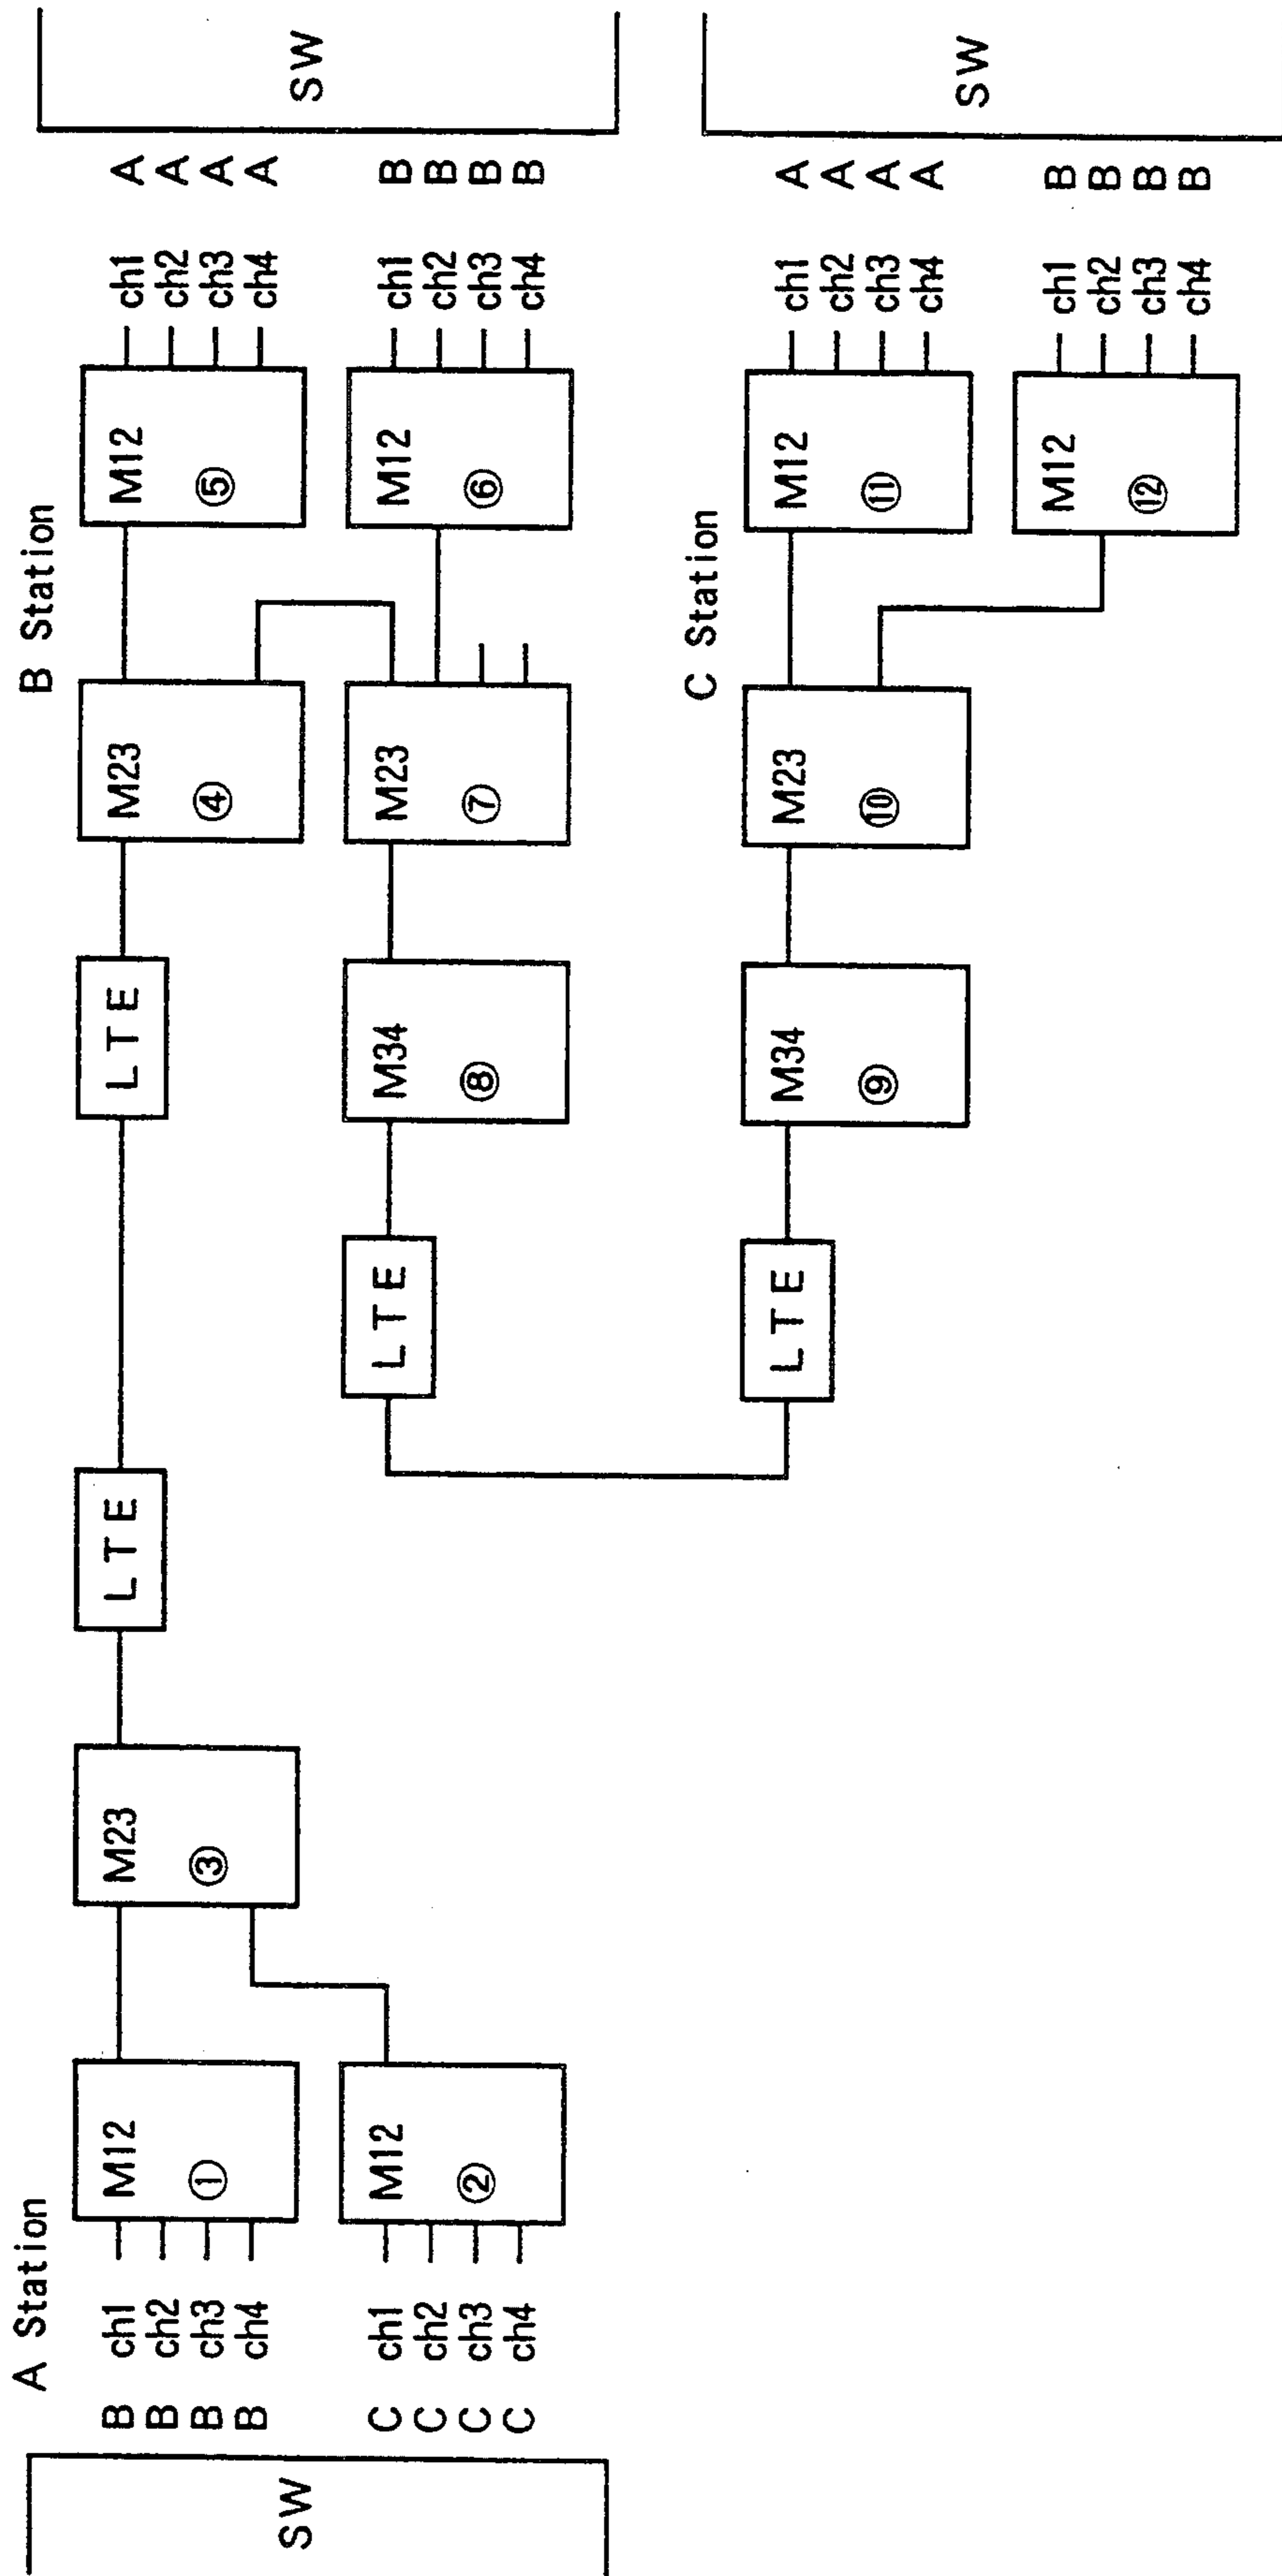 A Station
SW
B ch1
B ch2
B ch3
B ch4
M12
①
C ch1
C ch2
C ch3
C ch4
M12
②
M23
③
LTE
LTE
B Station
M23
④
M12
⑤
ch1 A
ch2 A
ch3 A
ch4 A
SW
LTE
M34
⑧
M23
⑦
M12
⑥
ch1 B
ch2 B
ch3 B
ch4 B
C Station
LTE
M34
⑨
M23
⑩
M12
⑪
ch1 A
ch2 A
ch3 A
ch4 A
SW
M12
⑫
ch1 B
ch2 B
ch3 B
ch4 B